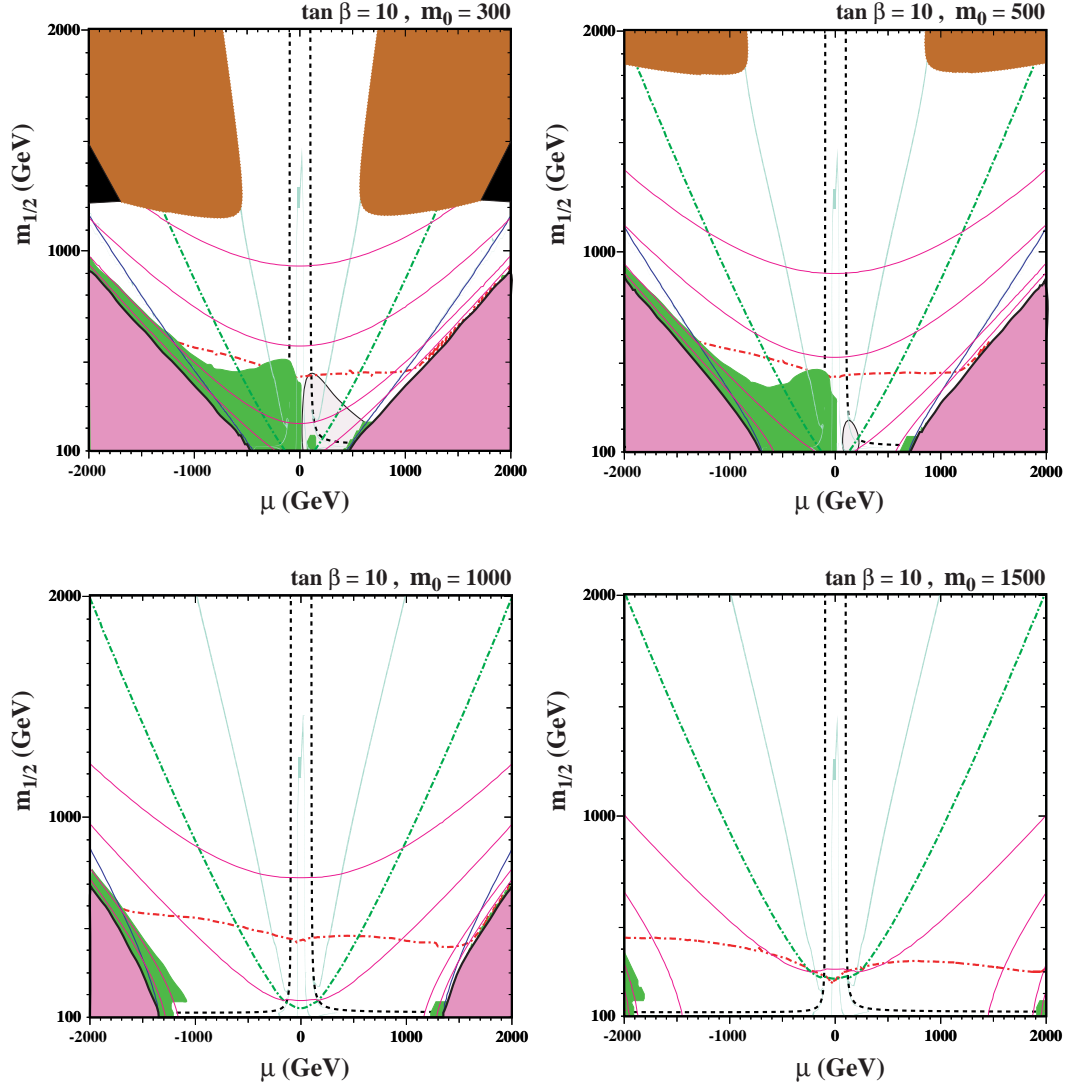 tan β = 10 , m0 = 300
2000
1000
100
m1/2 (GeV)
-2000 -1000 0 1000 2000
μ (GeV)
tan β = 10 , m0 = 500
2000
1000
100
m1/2 (GeV)
-2000 -1000 0 1000 2000
μ (GeV)
tan β = 10 , m0 = 1000
2000
1000
100
m1/2 (GeV)
-2000 -1000 0 1000 2000
μ (GeV)
tan β = 10 , m0 = 1500
2000
1000
100
m1/2 (GeV)
-2000 -1000 0 1000 2000
μ (GeV)